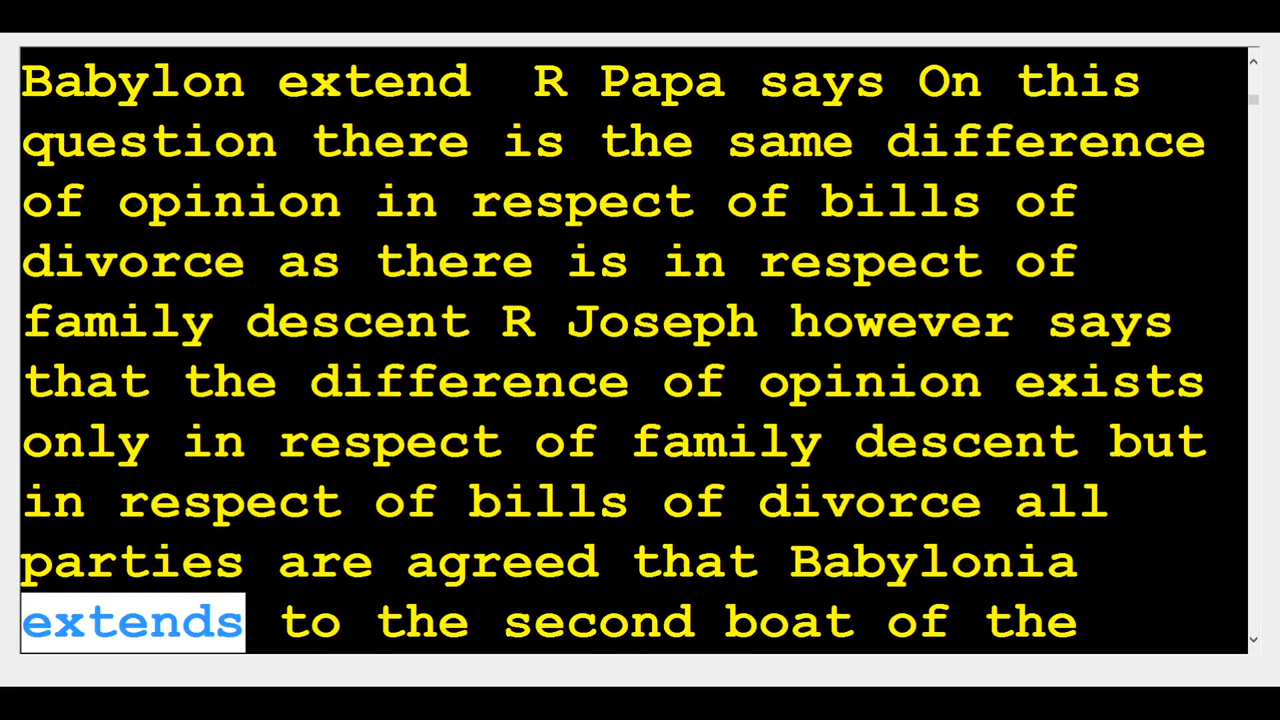 Babylon extend  R Papa says On this
question there is the same difference
of opinion in respect of bills of
divorce as there is in respect of
family descent R Joseph however says
that the difference of opinion exists
only in respect of family descent but
in respect of bills of divorce all
parties are agreed that Babylonia
extends to the second boat of the